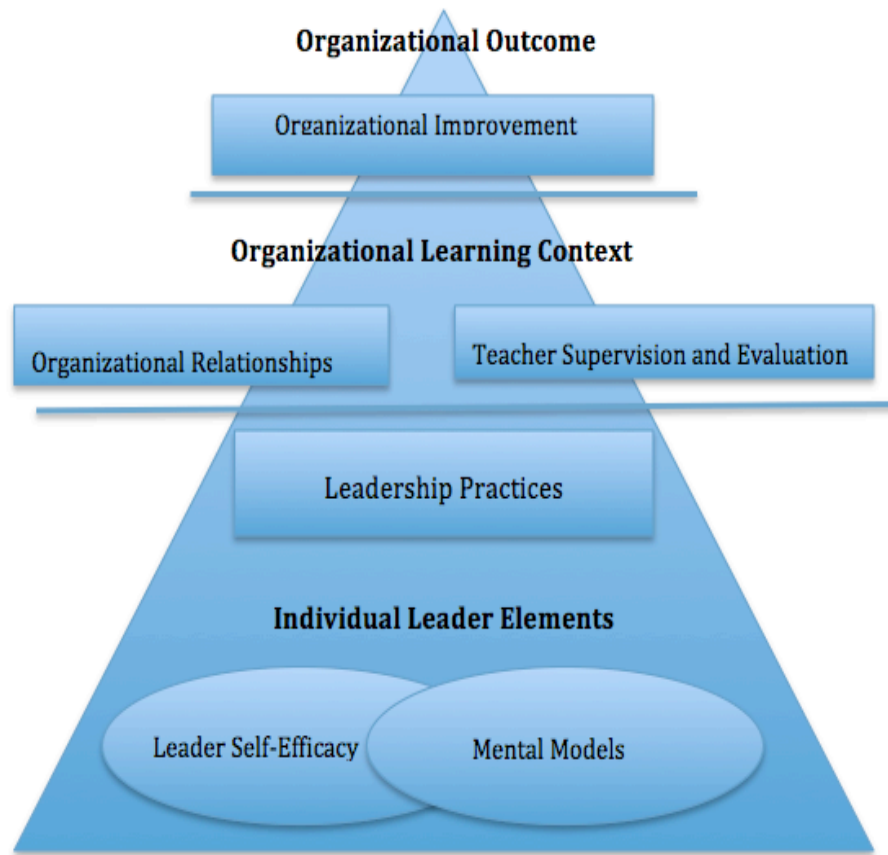 Organizational Outcome
Organizational Improvement
Organizational Learning Context
Organizational Relationships
Teacher Supervision and Evaluation
Leadership Practices
Individual Leader Elements
Leader Self-Efficacy
Mental Models